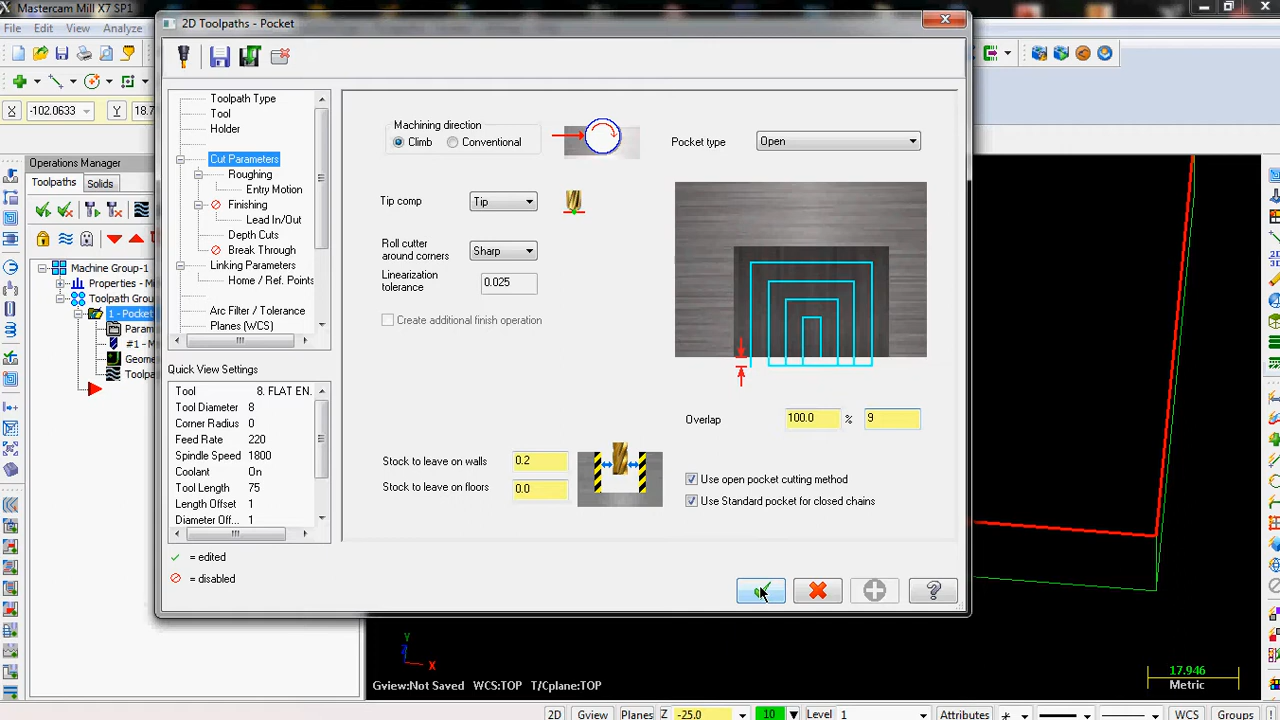 Mastercam Mill X7 SP1
2D Toolpaths - Pocket
File Edit View Analyze
X -102.0633 Y 18.7
Operations Manager
Toolpaths Solids
Machine Group-1
Properties - M
Toolpath Grou
1 - Pocket
Param
#1 - M
Geome
Toolpa
Toolpath Type
Tool
Holder
Cut Parameters
Roughing
Entry Motion
Finishing
Lead In/Out
Depth Cuts
Break Through
Linking Parameters
Home / Ref. Points
Arc Filter / Tolerance
Planes (WCS)
Quick View Settings
Tool 8. FLAT EN.
Tool Diameter 8
Corner Radius 0
Feed Rate 220
Spindle Speed 1800
Coolant On
Tool Length 75
Length Offset 1
Diameter Off... 1
= edited
= disabled
Machining direction
Climb Conventional
Tip comp Tip
Roll cutter
around corners Sharp
Linearization
tolerance 0.025
Create additional finish operation
Stock to leave on walls 0.2
Stock to leave on floors 0.0
Pocket type Open
Overlap 100.0 % 9
Use open pocket cutting method
Use Standard pocket for closed chains
Y
X
Gview:Not Saved WCS:TOP T/Cplane:TOP
17.946
Metric
2D Gview Planes Z -25.0 10 Level 1 Attributes WCS Groups